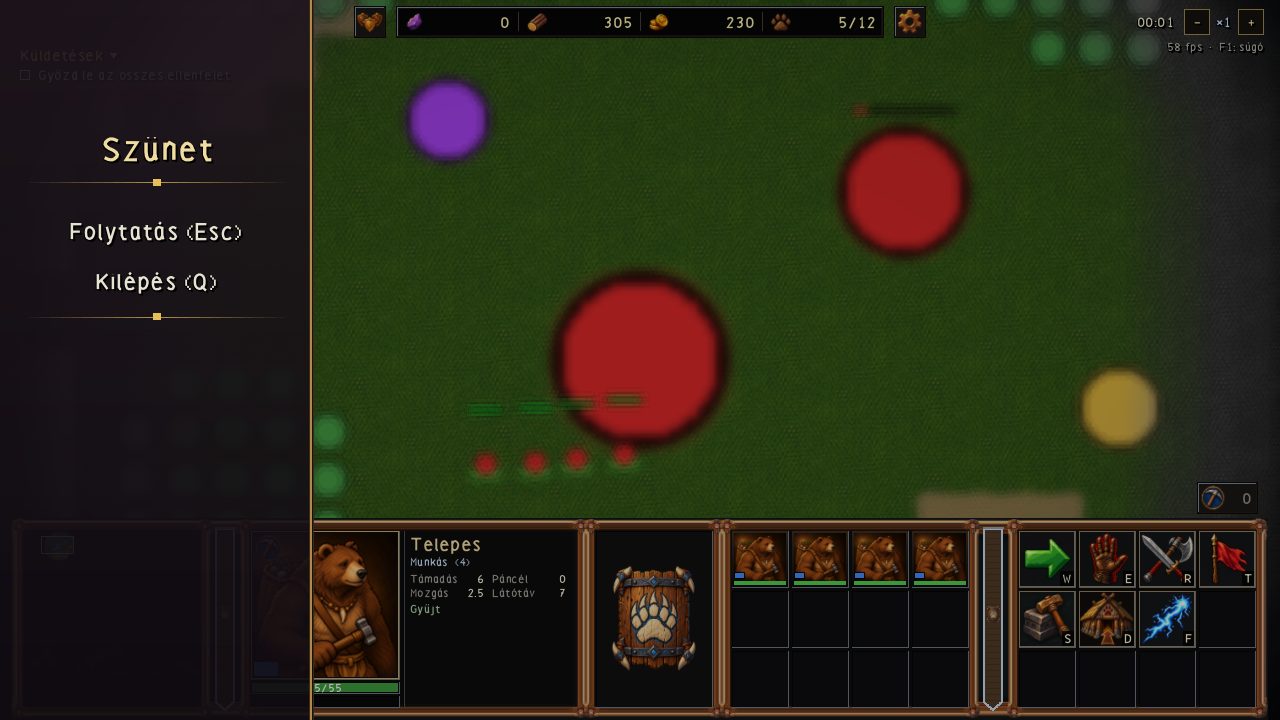 0 305 230 5/12
00:01 - ×1 +
58 fps · F1: súgó
Küldetések
Győzd le az összes ellenfelet
Szünet
Folytatás (Esc)
Kilépés (Q)
0
Telepes
Munkás (4)
Támadás 6 Páncél 0
Mozgás 2.5 Látótáv 7
Gyűjt
5/55
W E R T
S D F